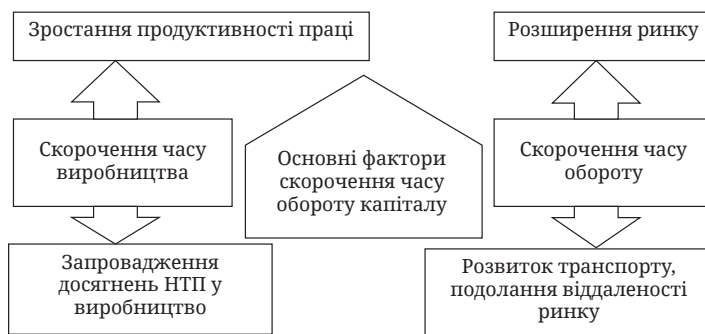 Зростання продуктивності праці
Розширення ринку
Скорочення часу
виробництва
Основні фактори
скорочення часу
обороту капіталу
Скорочення часу
обороту
Запровадження
досягнень НТП у
виробництво
Розвиток транспорту,
подолання віддаленості
ринку